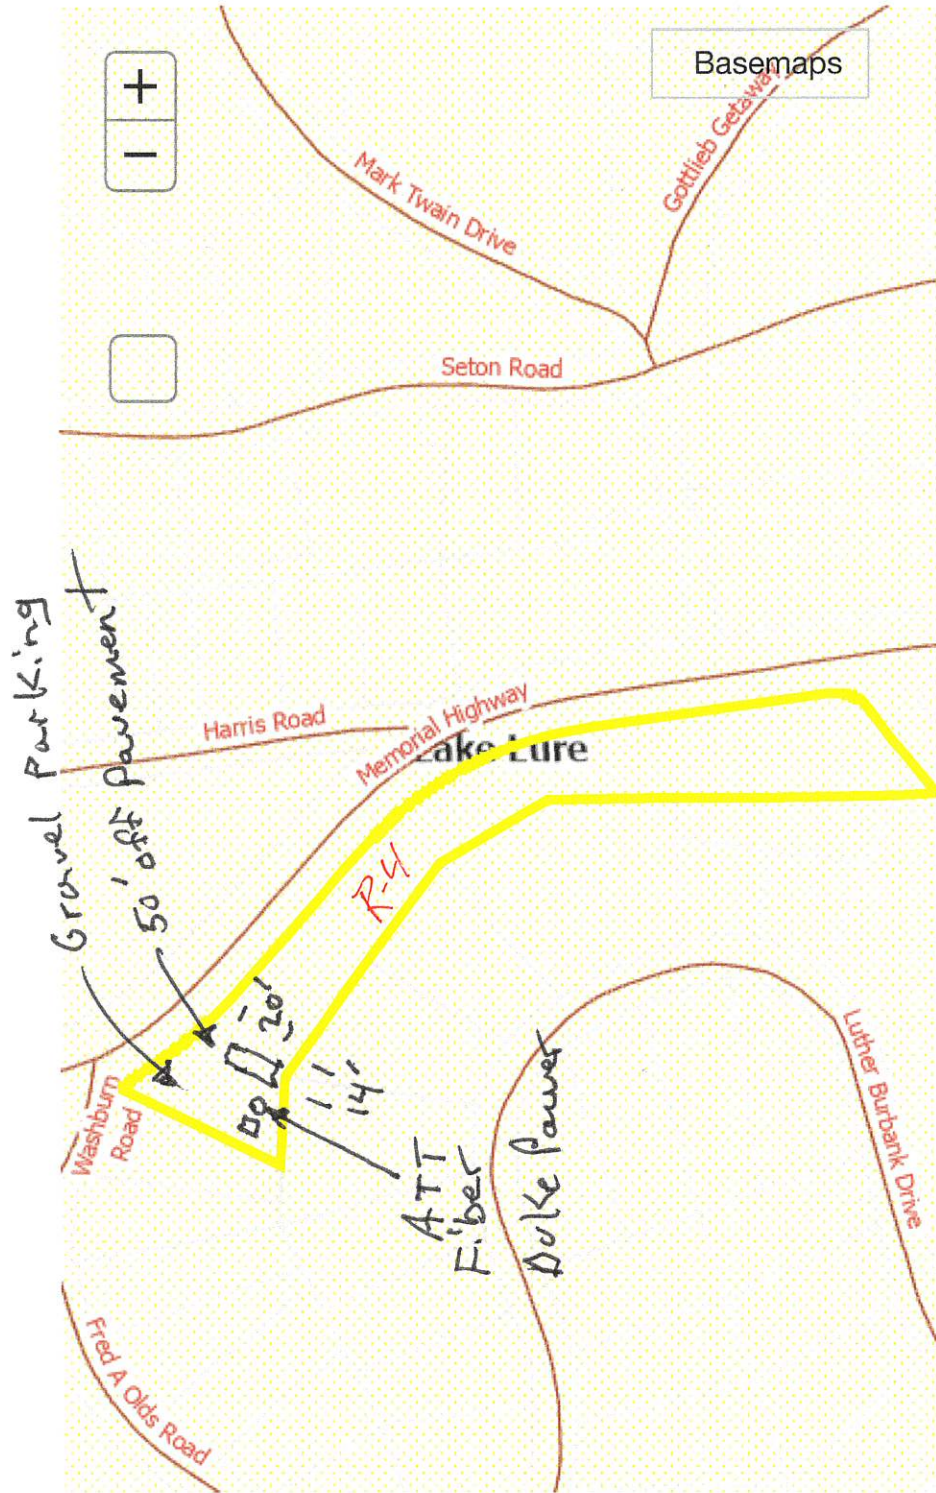 +
−
Basemaps
Gottlieb Getaway
Mark Twain Drive
Seton Road
Gravel Parking
50' off Pavement
Harris Road
Memorial Highway
Lake Lure
R-4
20'
14'
Washburn
Road
ATT
Fiber
Duke Power
Luther Burbank Drive
Fred A Olds Road